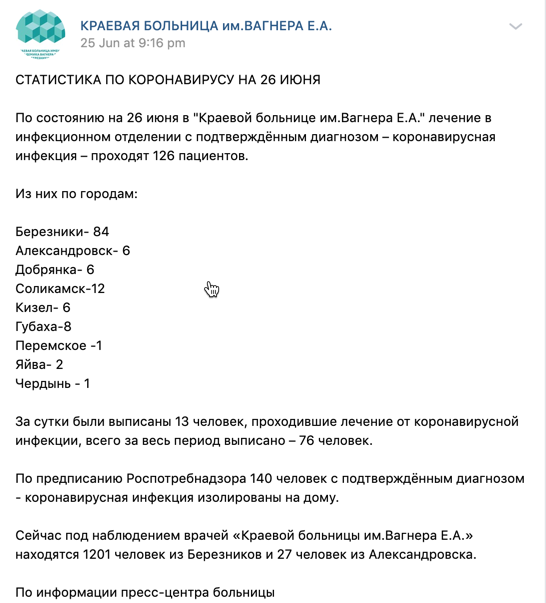 КРАЕВАЯ БОЛЬНИЦА им.ВАГНЕРА Е.А.
25 Jun at 9:16 pm
СТАТИСТИКА ПО КОРОНАВИРУСУ НА 26 ИЮНЯ
По состоянию на 26 июня в "Краевой больнице им.Вагнера Е.А." лечение в
инфекционном отделении с подтверждённым диагнозом – коронавирусная
инфекция – проходят 126 пациентов.
Из них по городам:
Березники- 84
Александровск- 6
Добрянка- 6
Соликамск-12
Кизел- 6
Губаха-8
Перемское -1
Яйва- 2
Чердынь - 1
За сутки были выписаны 13 человек, проходившие лечение от коронавирусной
инфекции, всего за весь период выписано – 76 человек.
По предписанию Роспотребнадзора 140 человек с подтверждённым диагнозом
- коронавирусная инфекция изолированы на дому.
Сейчас под наблюдением врачей «Краевой больницы им.Вагнера Е.А.»
находятся 1201 человек из Березников и 27 человек из Александровска.
По информации пресс-центра больницы